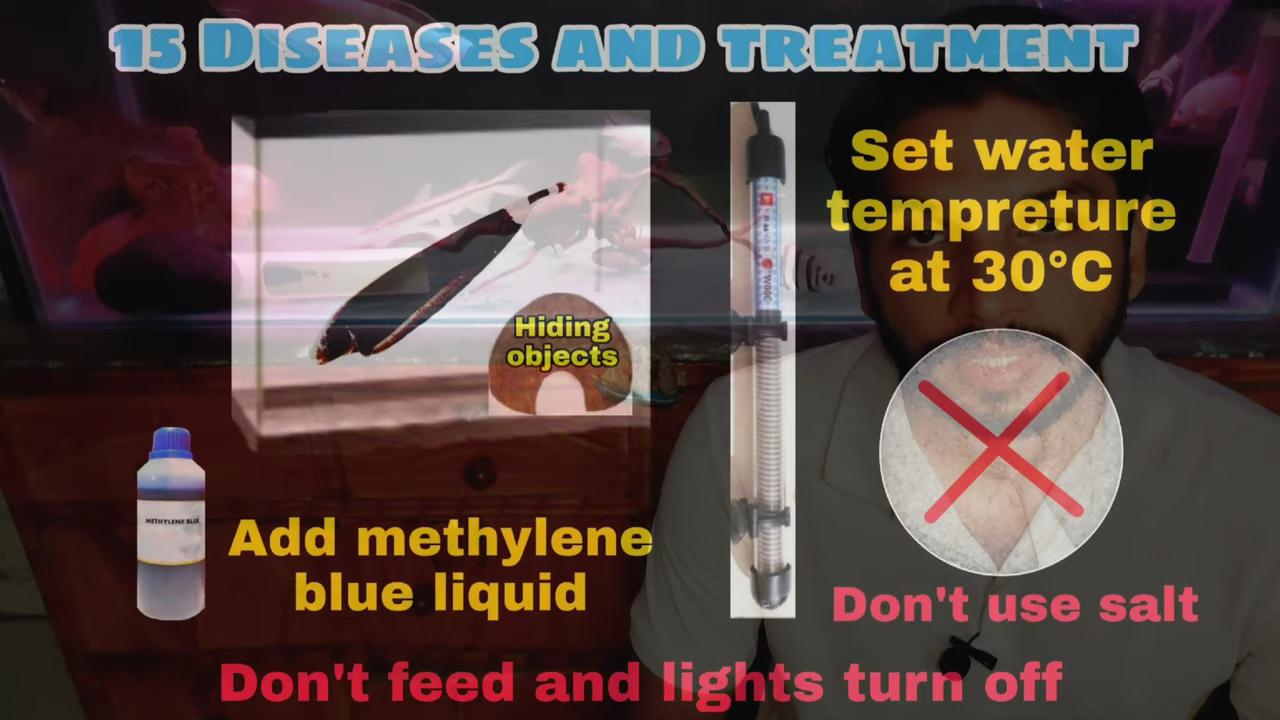 15 DISEASES AND TREATMENT
Set water
tempreture
at 30°C
Hiding
objects
METHYLENE BLUE
Add methylene
blue liquid
Don't use salt
Don't feed and lights turn off